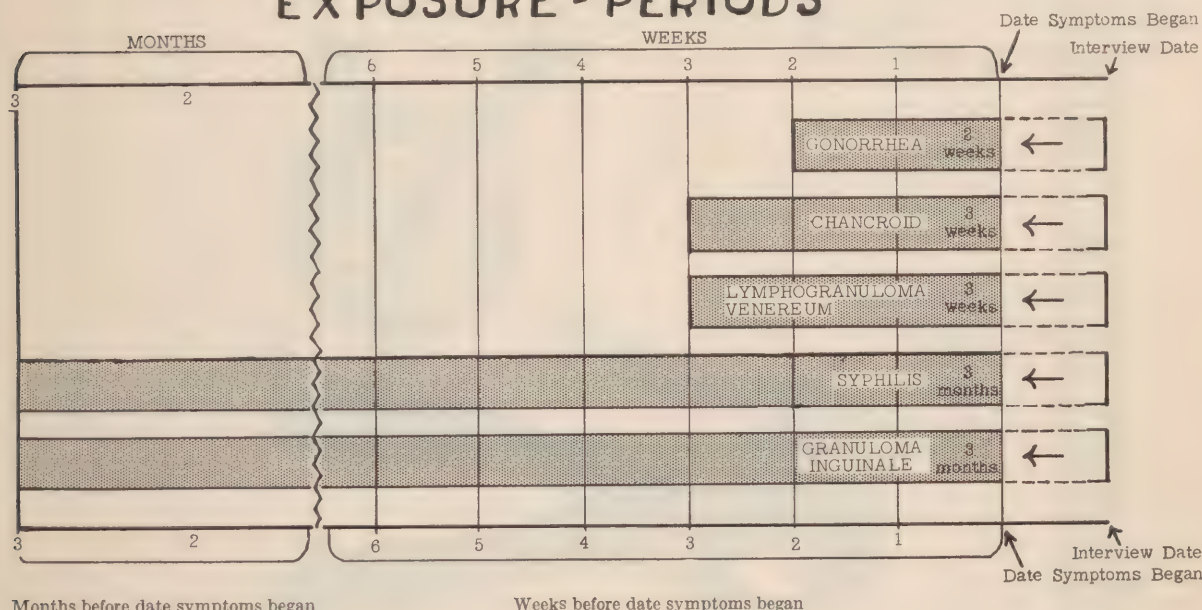 EXPOSURE - PERIODS
Date Symptoms Began
MONTHS
WEEKS
Interview Date
6 5 4 3 2 1
3 2
GONORRHEA 2 weeks
CHANCROID 3 weeks
LYMPHOGRANULOMA VENEREUM 3 weeks
SYPHILIS 3 months
GRANULOMA INGUINALE 3 months
3 2 6 5 4 3 2 1
Interview Date
Date Symptoms Began
Months before date symptoms began
Weeks before date symptoms began